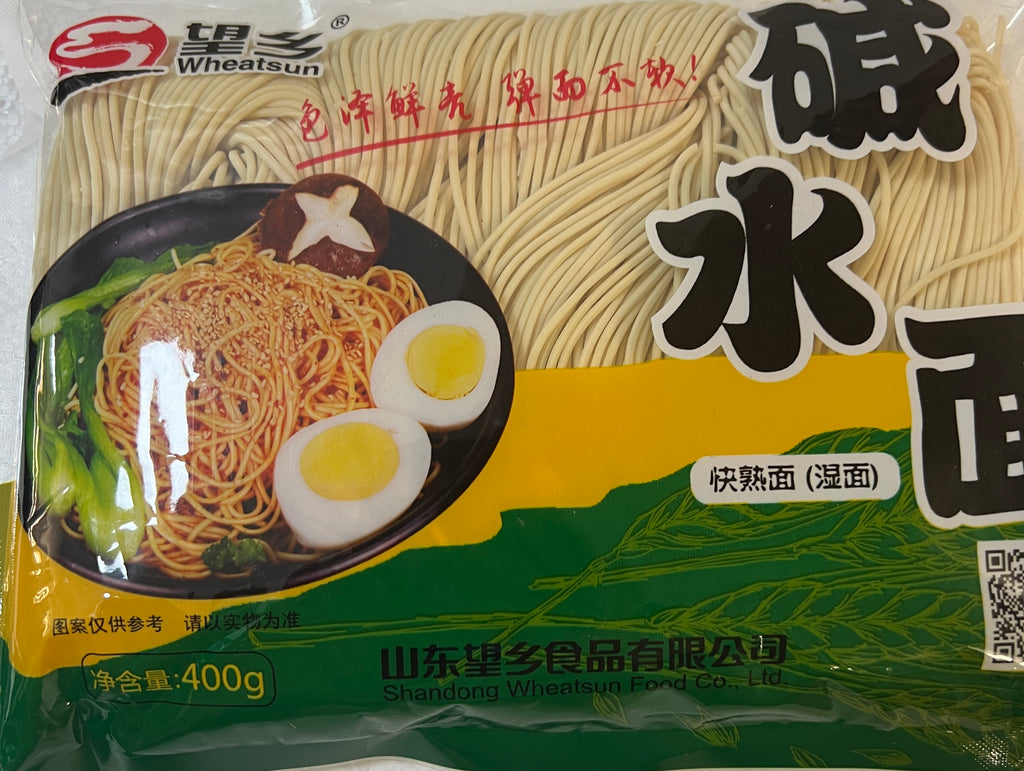 望乡®
Wheatsun
色泽鲜亮 弹而不软!
碱
水
面
快熟面 (湿面)
图案仅供参考 请以实物为准
净含量:400g
山东望乡食品有限公司
Shandong Wheatsun Food Co., Ltd.